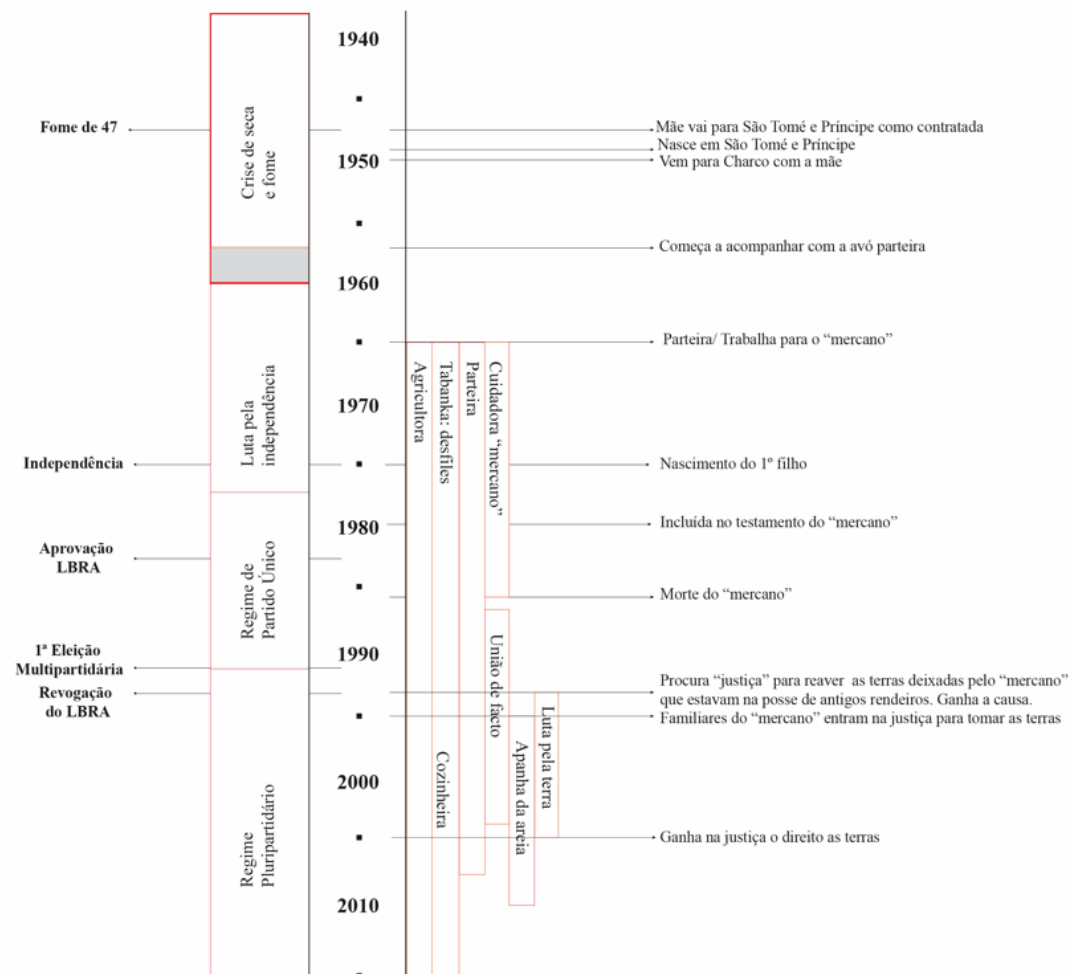 Fome de 47
Independência
Aprovação
LBRA
1ª Eleição
Multipartidária
Revogação
do LBRA
Crise de seca
e fome
Luta pela
independência
Regime de
Partido Único
Regime
Pluripartidário
1940
1950
1960
1970
1980
1990
2000
2010
Agricultora
Tabanka: desfiles
Cozinheira
Parteira
Cuidadora “mercano”
União de facto
Apanha da areia
Luta pela terra
Mãe vai para São Tomé e Príncipe como contratada
Nasce em São Tomé e Príncipe
Vem para Charco com a mãe
Começa a acompanhar com a avó parteira
Parteira/ Trabalha para o “mercano”
Nascimento do 1º filho
Incluída no testamento do “mercano”
Morte do “mercano”
Procura “justiça” para reaver as terras deixadas pelo “mercano”
que estavam na posse de antigos rendeiros. Ganha a causa.
Familiares do “mercano” entram na justiça para tomar as terras
Ganha na justiça o direito as terras